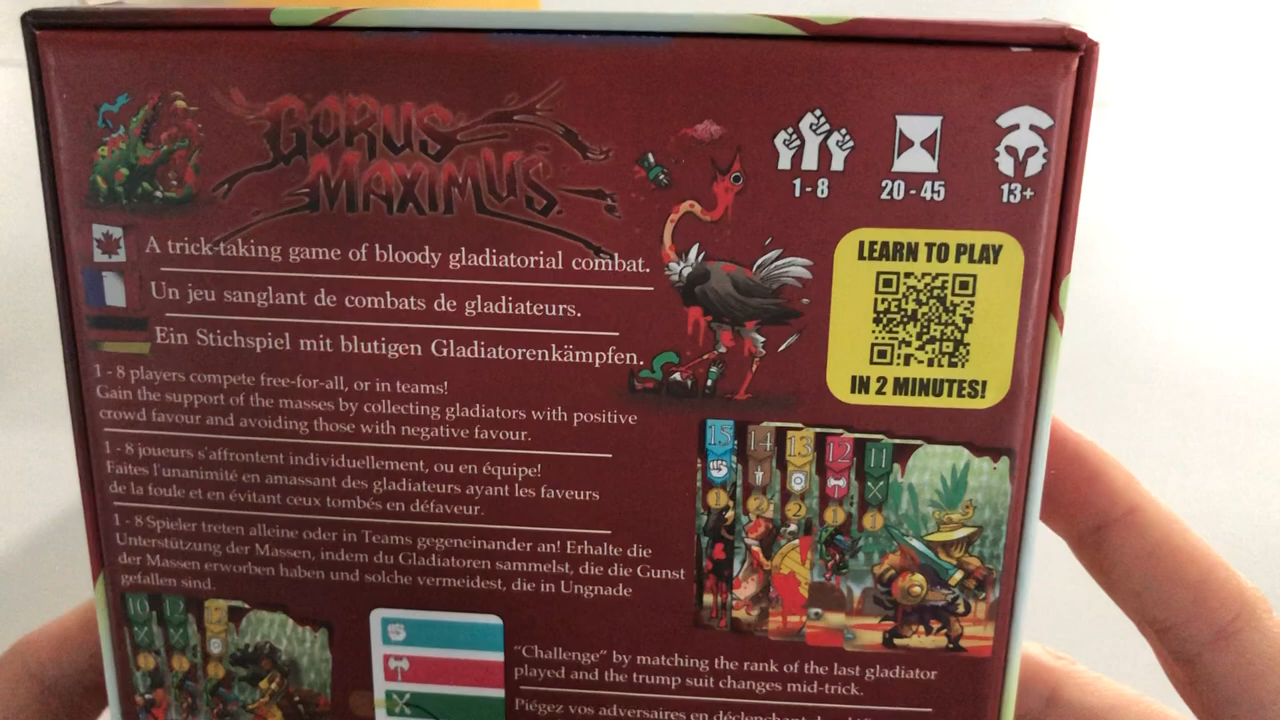 GORUS
MAXIMUS
1-8
20-45
13+
A trick-taking game of bloody gladiatorial combat.
Un jeu sanglant de combats de gladiateurs.
Ein Stichspiel mit blutigen Gladiatorenkämpfen.
LEARN TO PLAY
IN 2 MINUTES!
1 - 8 players compete free-for-all, or in teams!
Gain the support of the masses by collecting gladiators with positive
crowd favour and avoiding those with negative favour.
1 - 8 joueurs s'affrontent individuellement, ou en équipe!
Faites l'unanimité en amassant des gladiateurs ayant les faveurs
de la foule et en évitant ceux tombés en défaveur.
1 - 8 Spieler treten alleine oder in Teams gegeneinander an! Erhalte die
Unterstützung der Massen, indem du Gladiatoren sammelst, die die Gunst
der Massen erworben haben und solche vermeidest, die in Ungnade
gefallen sind.
15 14 13 12 11
1 2 2 1 1
10 12
"Challenge" by matching the rank of the last gladiator
played and the trump suit changes mid-trick.
Piégez vos adversaires en